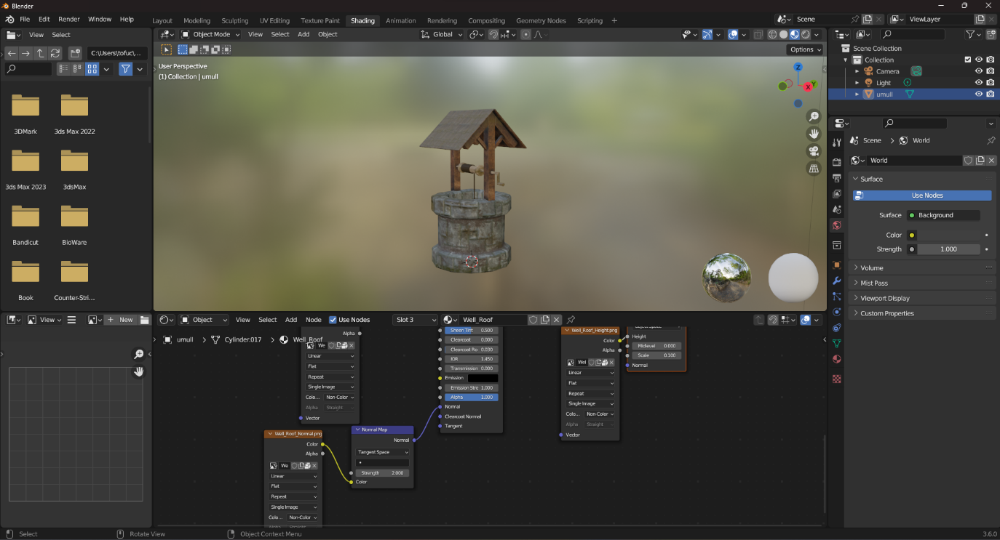 Blender
File Edit Render Window Help
Layout Modeling Sculpting UV Editing Texture Paint Shading Animation Rendering Compositing Geometry Nodes Scripting +
Scene
ViewLayer
View Select
Object Mode View Select Add Object
Global
C:\Users\tofuc\...
Options
User Perspective
(1) Collection | umull
Z
Y
X
3DMark
3ds Max 2022
3ds Max 2023
3dsMax
Bandicut
BioWare
Book
Counter-Stri...
Scene Collection
Collection
Camera
Light
umull
Scene > World
World
Surface
Use Nodes
Surface Background
Color
Strength 1.000
Volume
Mist Pass
Viewport Display
Custom Properties
View
+ New
Object View Select Add Node Use Nodes Slot 3 Well_Roof
umull > Cylinder.017 > Well_Roof
Alpha
We
Linear
Flat
Repeat
Single Image
Colo... Non-Color
Alpha Straight
Vector
Well_Roof_Normal.png
Color
Alpha
We
Linear
Flat
Repeat
Single Image
Colo... Non-Color
Normal Map
Normal
Tangent Space
Strength 2.000
Color
Sheen Tint 0.500
Clearcoat 0.000
Clearcoat Ro 0.030
IOR 1.450
Transmission 0.000
Emission
Emission Stre 1.000
Alpha 1.000
Normal
Clearcoat Normal
Tangent
Well_Roof_Height.png
Color
Alpha
Wel
Linear
Flat
Repeat
Single Image
Colo... Non-Color
Alpha Straight
Vector
Object Space
Height
Midlevel 0.000
Scale 0.100
Normal
Select
Rotate View
Object Context Menu
3.6.0